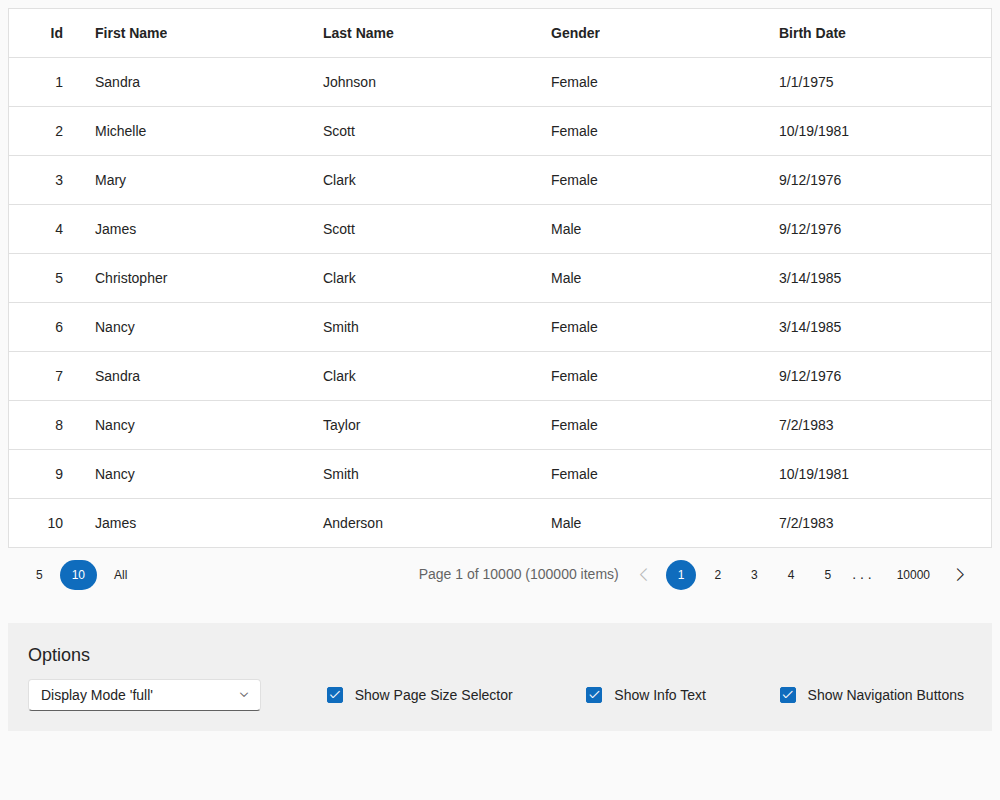 Id First Name Last Name Gender Birth Date
1 Sandra Johnson Female 1/1/1975
2 Michelle Scott Female 10/19/1981
3 Mary Clark Female 9/12/1976
4 James Scott Male 9/12/1976
5 Christopher Clark Male 3/14/1985
6 Nancy Smith Female 3/14/1985
7 Sandra Clark Female 9/12/1976
8 Nancy Taylor Female 7/2/1983
9 Nancy Smith Female 10/19/1981
10 James Anderson Male 7/2/1983
5 10 All Page 1 of 10000 (100000 items) 1 2 3 4 5 ... 10000
Options
Display Mode 'full' Show Page Size Selector Show Info Text Show Navigation Buttons